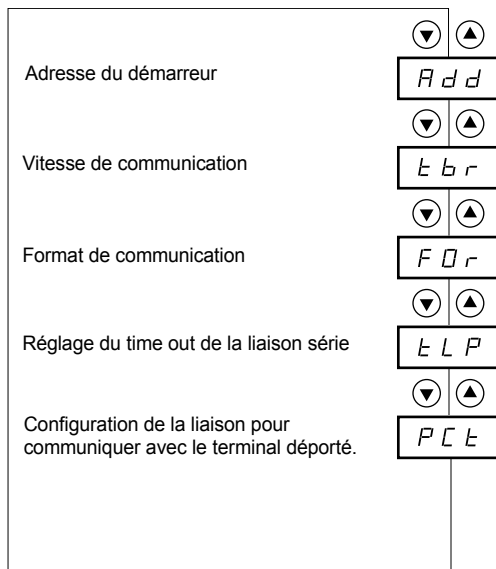 Adresse du démarreur
Add
Vitesse de communication
tbr
Format de communication
FOr
Réglage du time out de la liaison série
tLP
Configuration de la liaison pour
communiquer avec le terminal déporté.
PCt